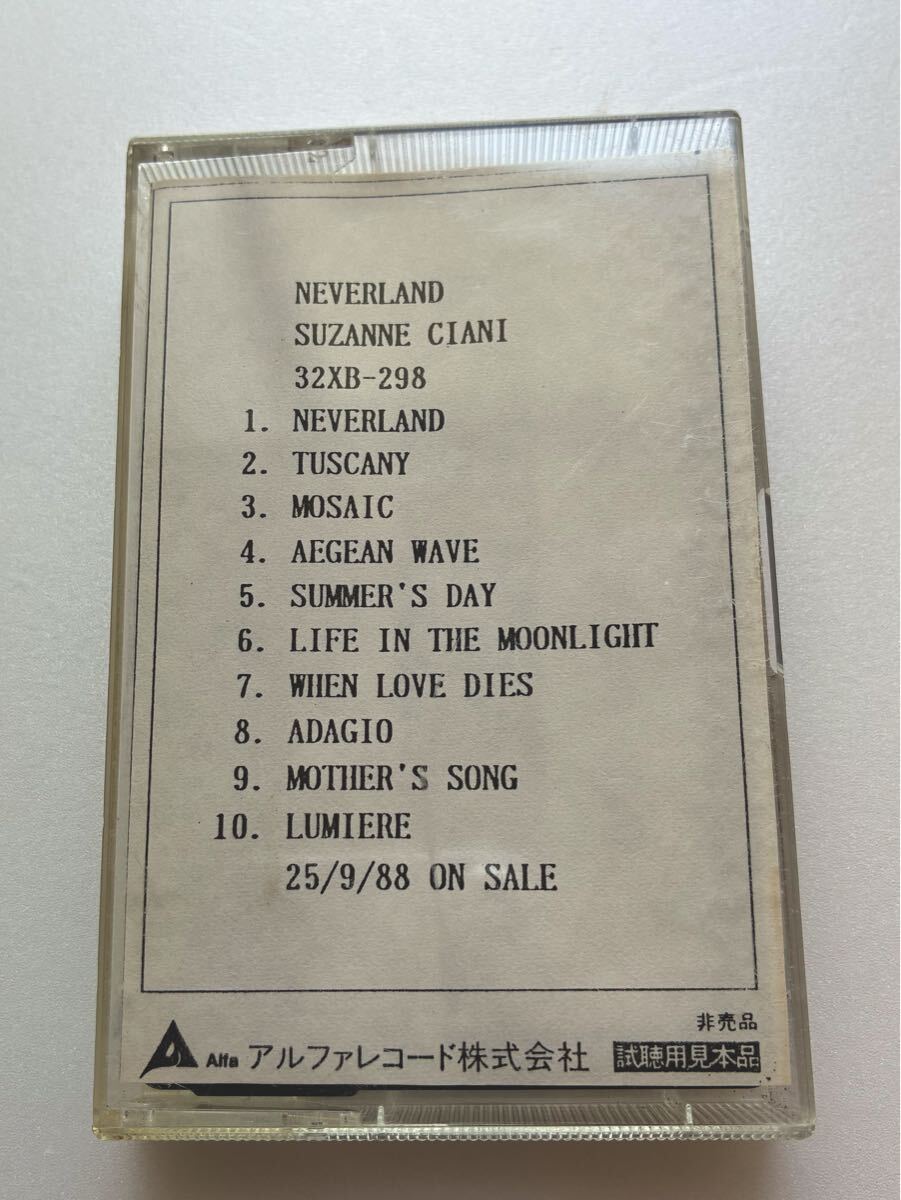 NEVERLAND
SUZANNE CIANI
32XB-298
1. NEVERLAND
2. TUSCANY
3. MOSAIC
4. AEGEAN WAVE
5. SUMMER'S DAY
6. LIFE IN THE MOONLIGHT
7. WHEN LOVE DIES
8. ADAGIO
9. MOTHER'S SONG
10. LUMIERE
25/9/88 ON SALE
非売品
Alfa アルファレコード株式会社 試聴用見本品